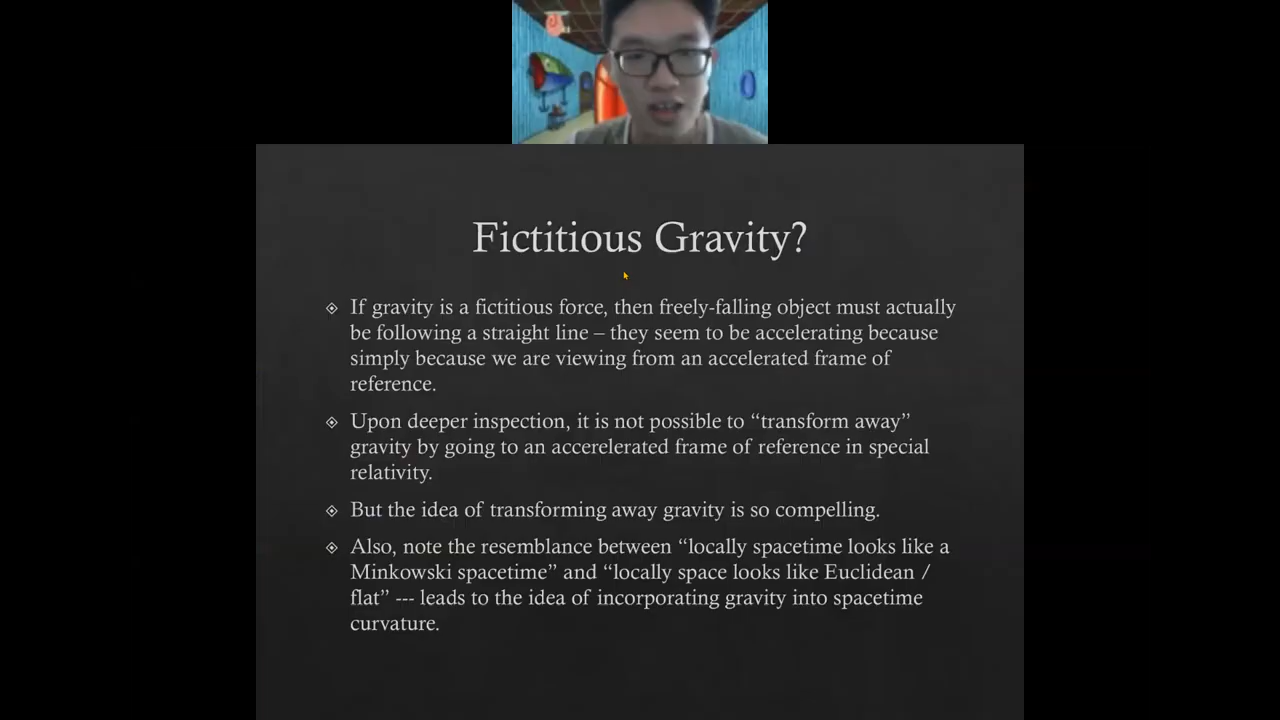 Fictitious Gravity?
If gravity is a fictitious force, then freely-falling object must actually
be following a straight line – they seem to be accelerating because
simply because we are viewing from an accelerated frame of
reference.
Upon deeper inspection, it is not possible to “transform away”
gravity by going to an accerelerated frame of reference in special
relativity.
But the idea of transforming away gravity is so compelling.
Also, note the resemblance between “locally spacetime looks like a
Minkowski spacetime” and “locally space looks like Euclidean /
flat” --- leads to the idea of incorporating gravity into spacetime
curvature.